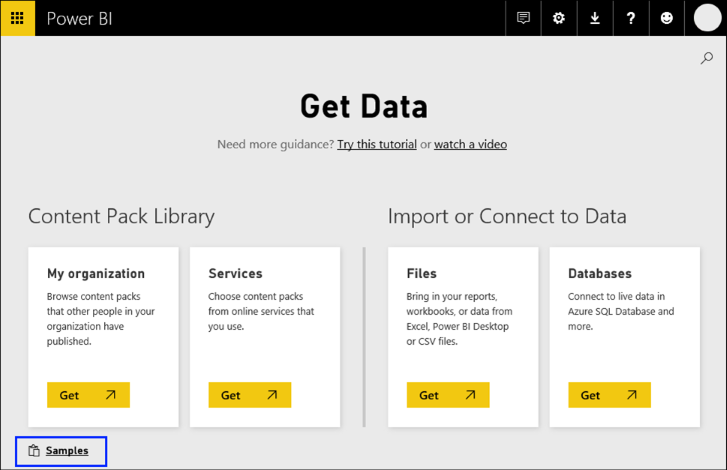 Power BI
?
Get Data
Need more guidance? Try this tutorial or watch a video
Content Pack Library
Import or Connect to Data
My organization
Browse content packs
that other people in your
organization have
published.
Get
Services
Choose content packs
from online services that
you use.
Get
Files
Bring in your reports,
workbooks, or data from
Excel, Power BI Desktop
or CSV files.
Get
Databases
Connect to live data in
Azure SQL Database and
more.
Get
Samples